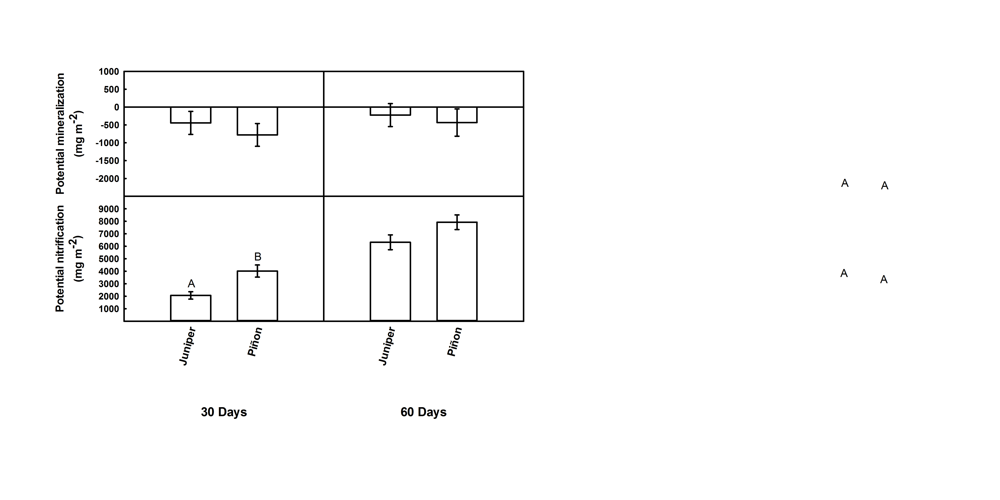 Potential mineralization
(mg m-2)
1000
500
0
-500
-1000
-1500
-2000
A
A
Potential nitrification
(mg m-2)
9000
8000
7000
6000
5000
4000
3000
2000
1000
A
B
A
A
Juniper
Piñon
Juniper
Piñon
30 Days
60 Days